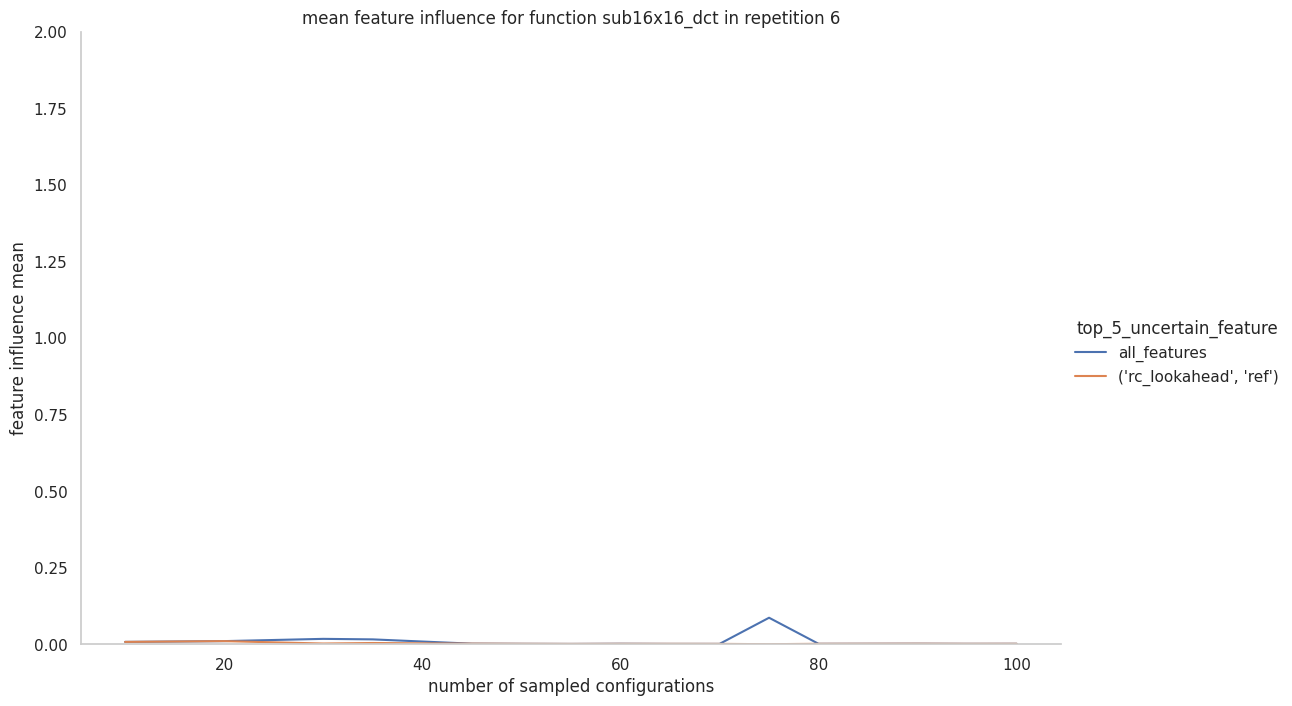 mean feature influence for function sub16x16_dct in repetition 6
2.00
1.75
1.50
1.25
1.00
0.75
0.50
0.25
0.00
feature influence mean
20
40
60
80
100
number of sampled configurations
top_5_uncertain_feature
all_features
('rc_lookahead', 'ref')